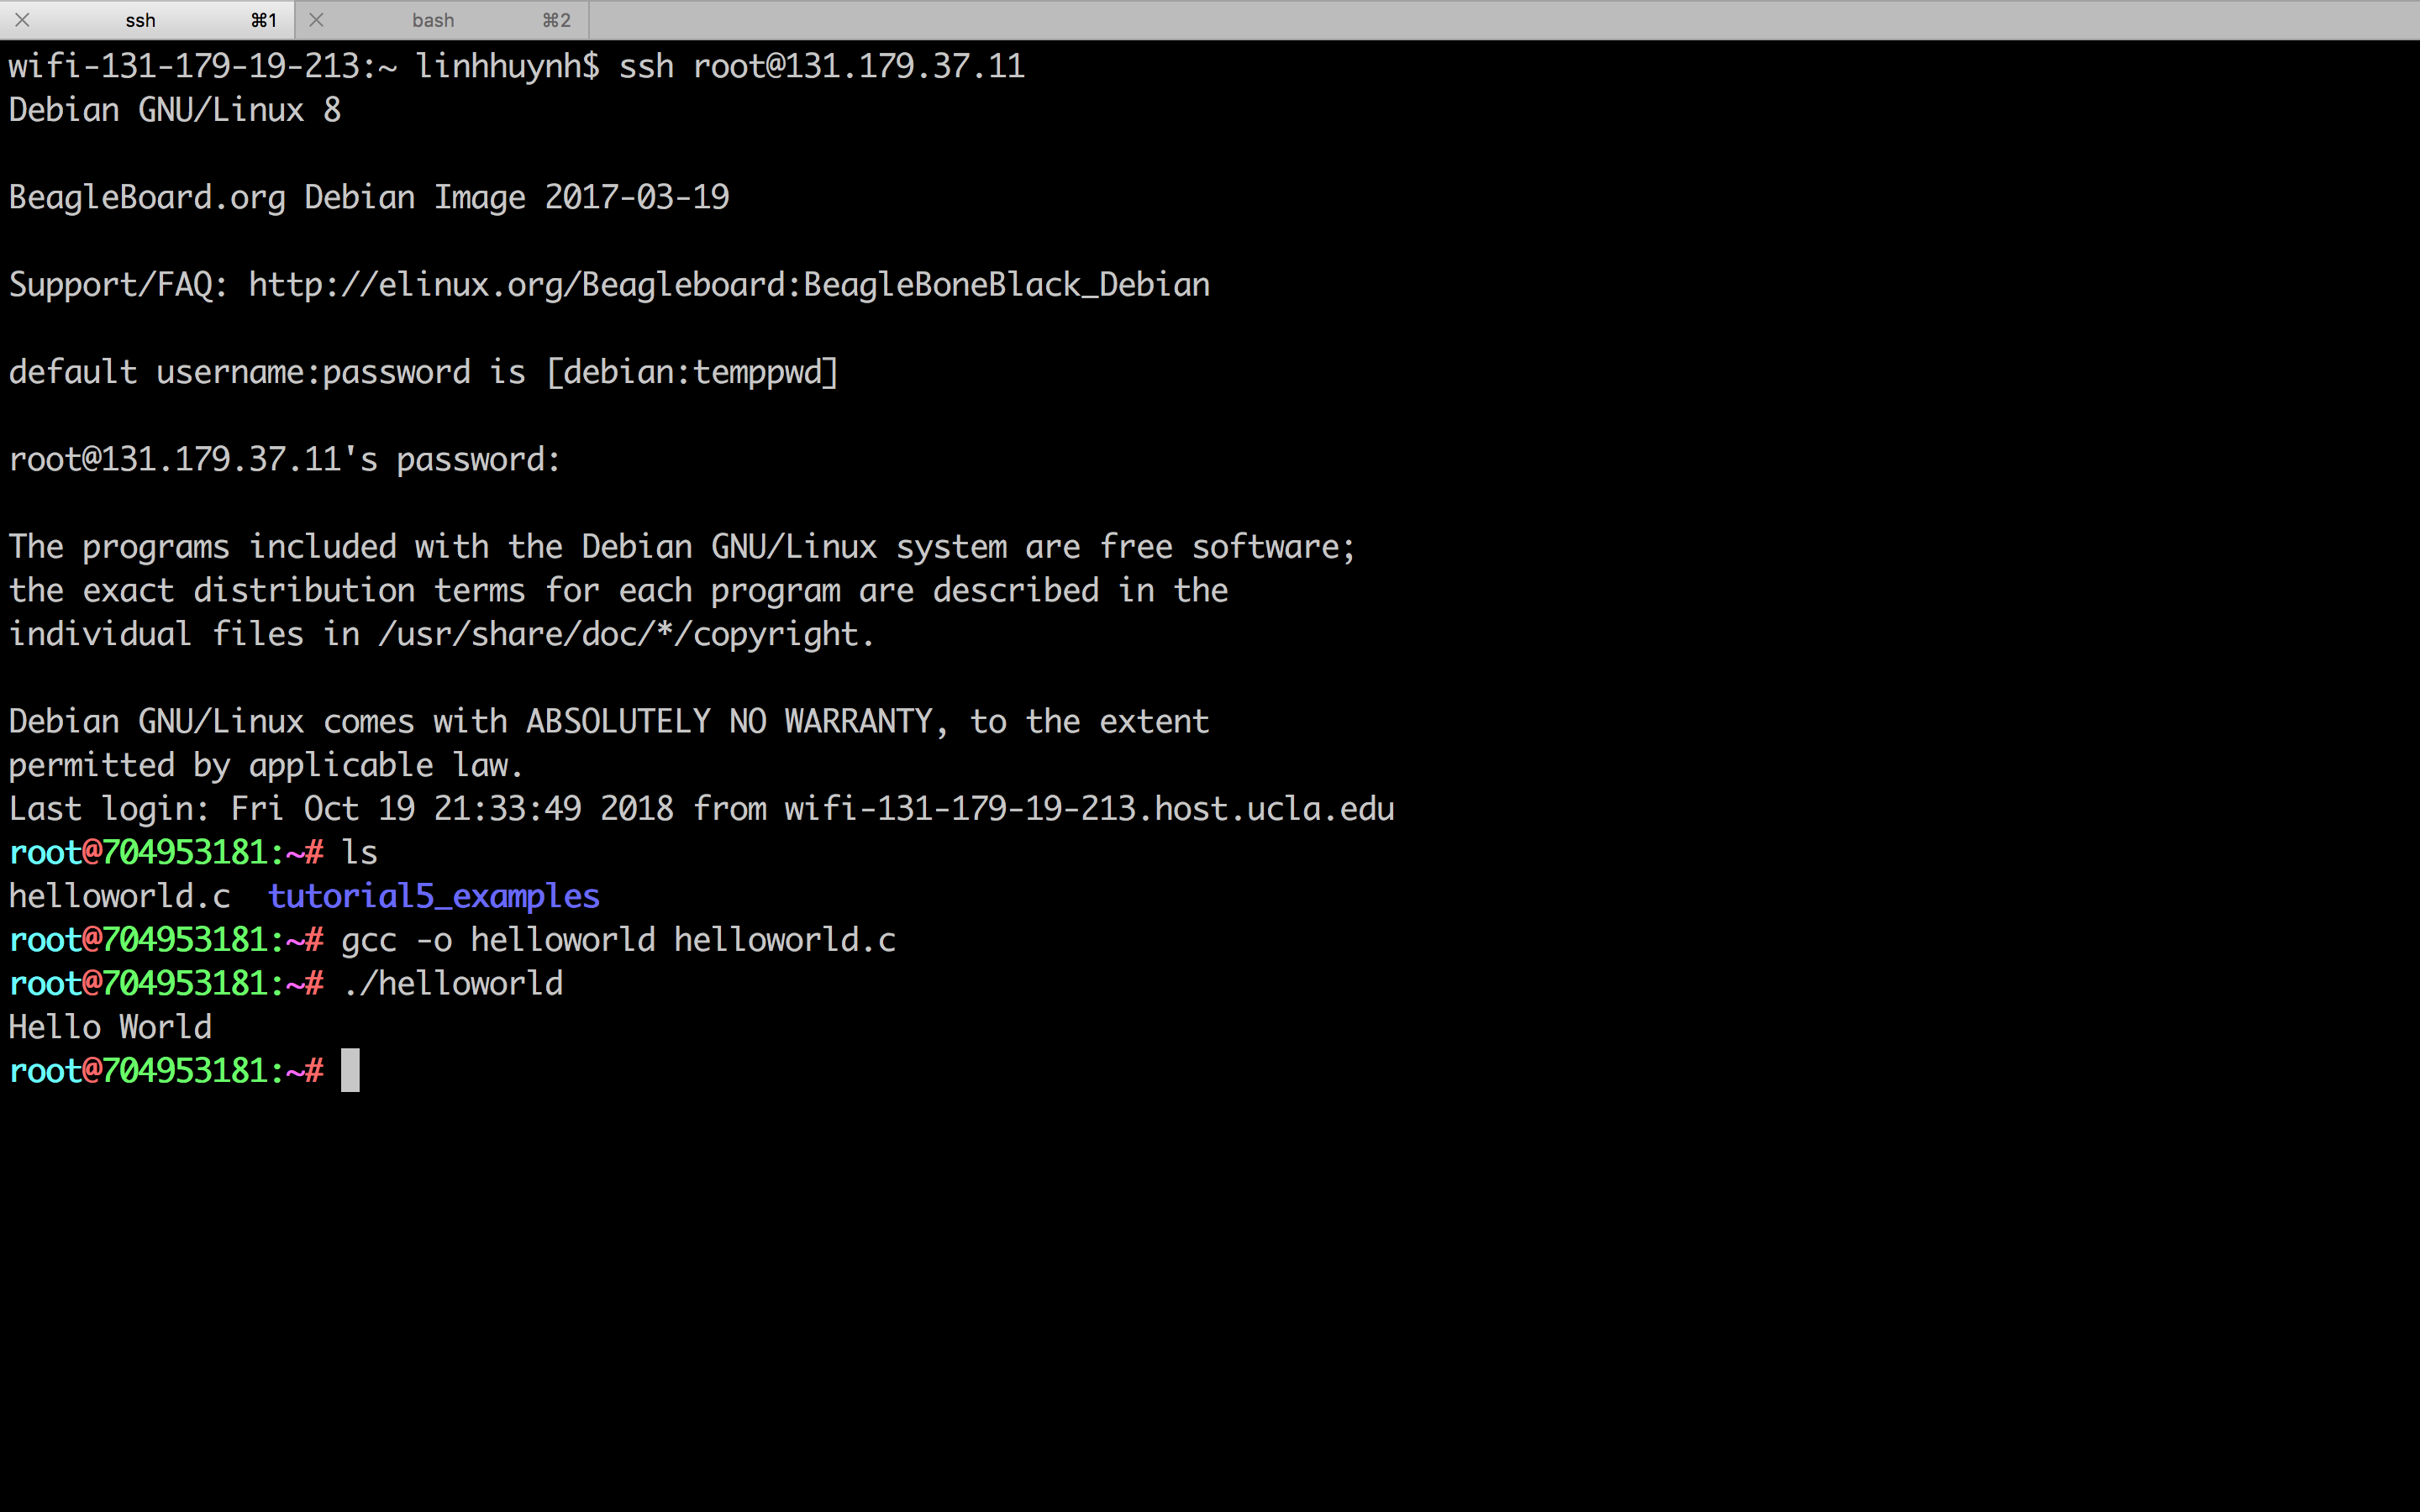 ssh ⌘1 bash ⌘2
wifi-131-179-19-213:~ linhhuynh$ ssh root@131.179.37.11
Debian GNU/Linux 8
BeagleBoard.org Debian Image 2017-03-19
Support/FAQ: http://elinux.org/Beagleboard:BeagleBoneBlack_Debian
default username:password is [debian:temppwd]
root@131.179.37.11's password:
The programs included with the Debian GNU/Linux system are free software;
the exact distribution terms for each program are described in the
individual files in /usr/share/doc/*/copyright.
Debian GNU/Linux comes with ABSOLUTELY NO WARRANTY, to the extent
permitted by applicable law.
Last login: Fri Oct 19 21:33:49 2018 from wifi-131-179-19-213.host.ucla.edu
root@704953181:~# ls
helloworld.c  tutorial5_examples
root@704953181:~# gcc -o helloworld helloworld.c
root@704953181:~# ./helloworld
Hello World
root@704953181:~#